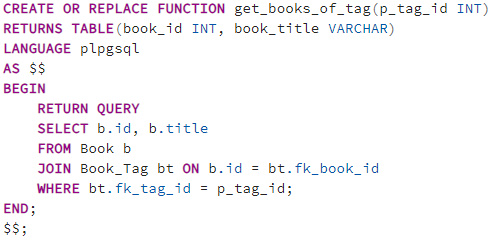 CREATE OR REPLACE FUNCTION get_books_of_tag(p_tag_id INT)
RETURNS TABLE(book_id INT, book_title VARCHAR)
LANGUAGE plpgsql
AS $$
BEGIN
    RETURN QUERY
    SELECT b.id, b.title
    FROM Book b
    JOIN Book_Tag bt ON b.id = bt.fk_book_id
    WHERE bt.fk_tag_id = p_tag_id;
END;
$$;